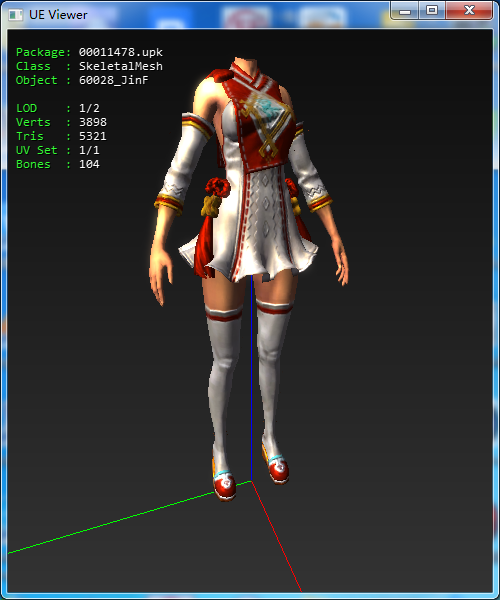 UE Viewer
Package: 00011478.upk
Class : SkeletalMesh
Object : 60028_JinF
LOD : 1/2
Verts : 3898
Tris : 5321
UV Set : 1/1
Bones : 104